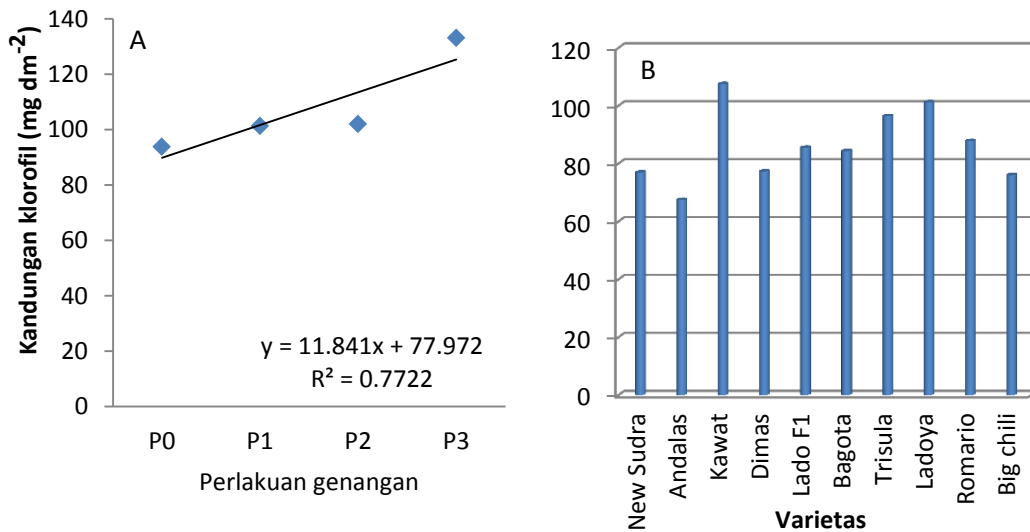 A
Kandungan klorofil (mg dm⁻²)
140
120
100
80
60
40
20
0
y = 11.841x + 77.972
R² = 0.7722
P0 P1 P2 P3
Perlakuan genangan
B
120
100
80
60
40
20
0
New Sudra
Andalas
Kawat
Dimas
Lado F1
Bagota
Trisula
Ladoya
Romario
Big chili
Varietas